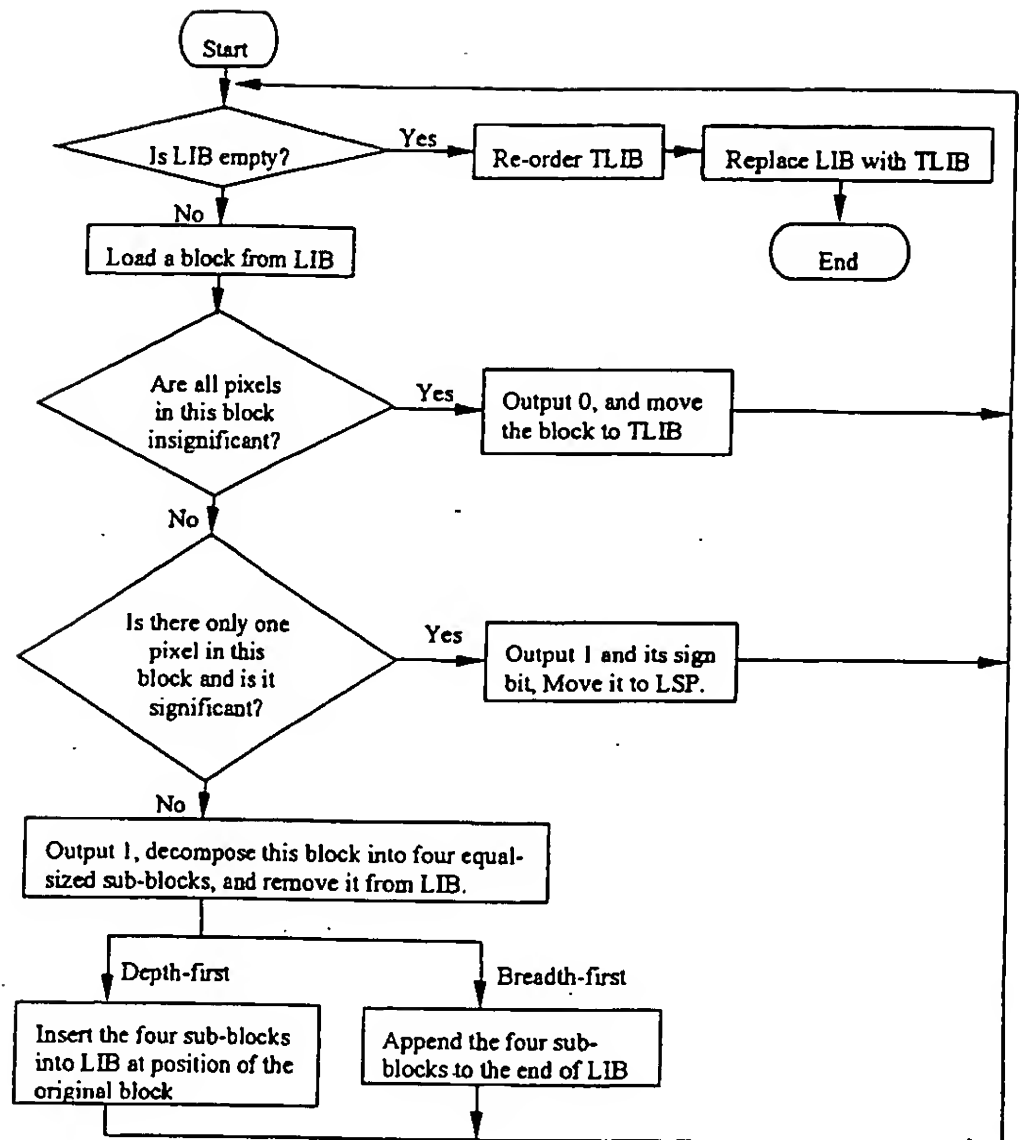 Start
Is LIB empty?
Yes
Re-order TLIB
Replace LIB with TLIB
End
No
Load a block from LIB
Are all pixels
in this block
insignificant?
Yes
Output 0, and move
the block to TLIB
No
Is there only one
pixel in this
block and is it
significant?
Yes
Output 1 and its sign
bit, Move it to LSP.
No
Output 1, decompose this block into four equal-
sized sub-blocks, and remove it from LIB.
Depth-first
Breadth-first
Insert the four sub-blocks
into LIB at position of the
original block
Append the four sub-
blocks to the end of LIB